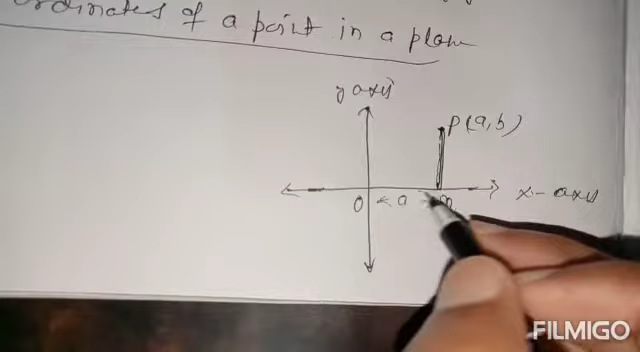 ordinates of a point in a plane
y axis
P(a,b)
O < a > m
x - axis
FILMIGO